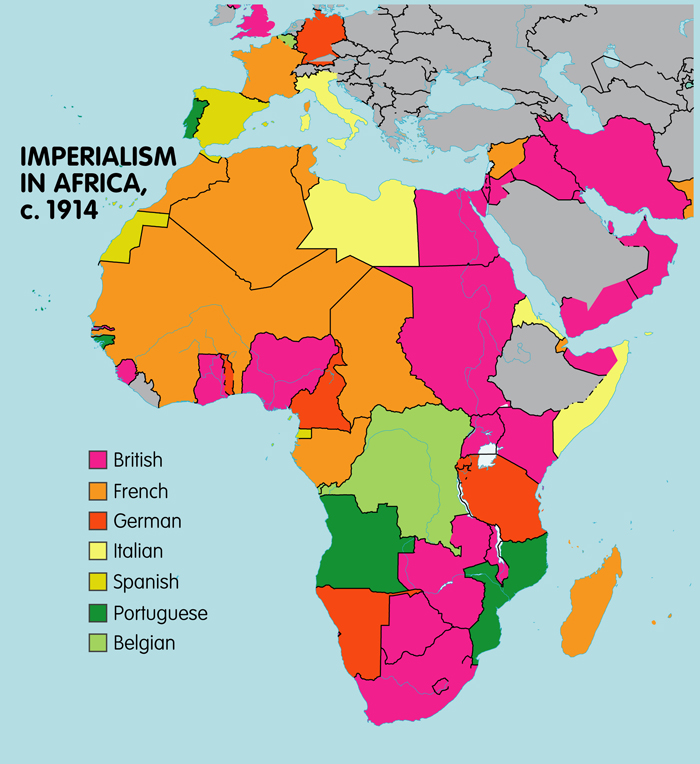 IMPERIALISM
IN AFRICA,
c. 1914
British
French
German
Italian
Spanish
Portuguese
Belgian